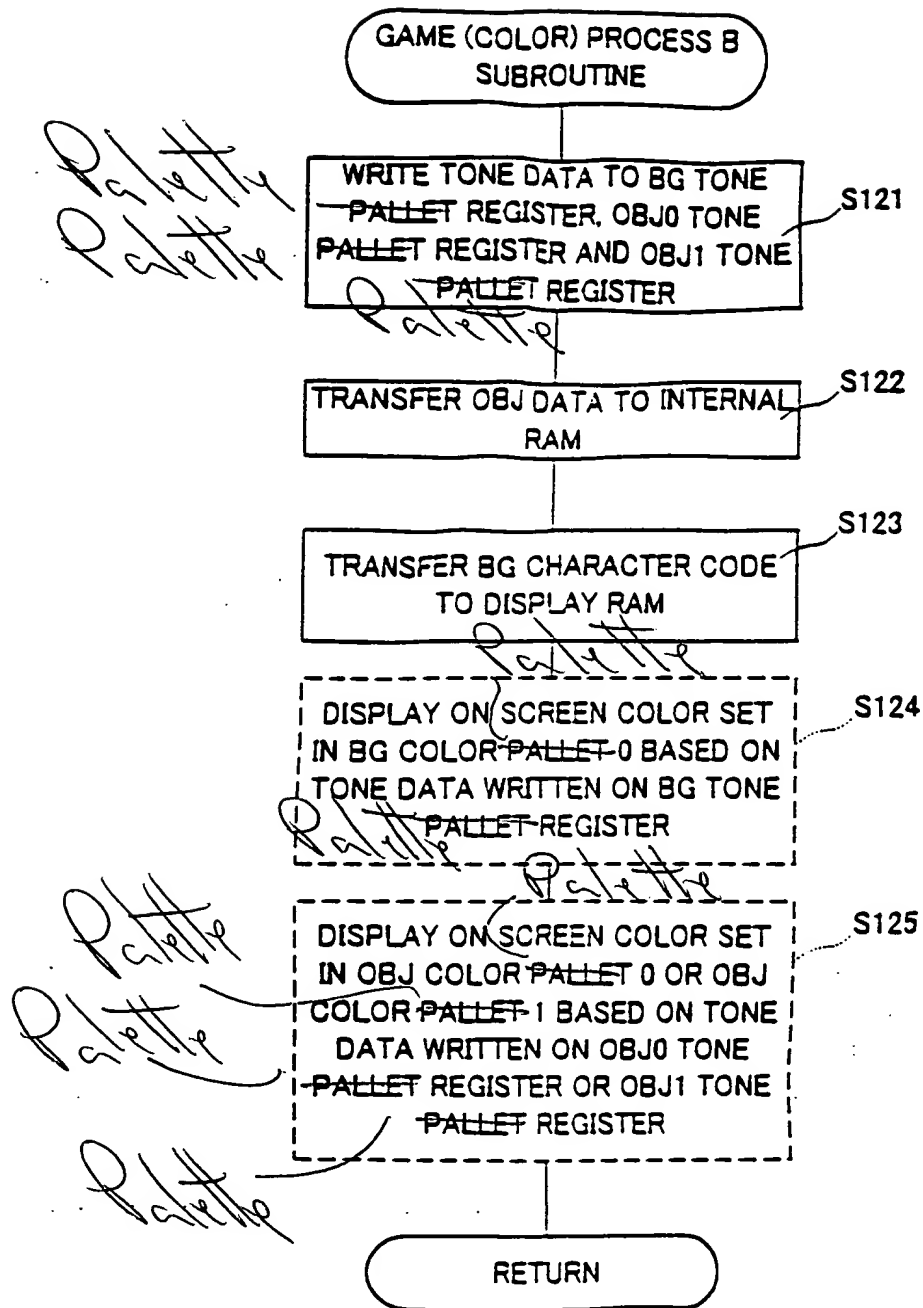 GAME (COLOR) PROCESS B
SUBROUTINE
Palette
Palette
WRITE TONE DATA TO BG TONE
PALLET REGISTER, OBJ0 TONE
PALLET REGISTER AND OBJ1 TONE
PALLET REGISTER
S121
Palette
TRANSFER OBJ DATA TO INTERNAL
RAM
S122
TRANSFER BG CHARACTER CODE
TO DISPLAY RAM
S123
Palette
DISPLAY ON SCREEN COLOR SET
IN BG COLOR PALLET 0 BASED ON
TONE DATA WRITTEN ON BG TONE
PALLET REGISTER
S124
Palette
Palette
DISPLAY ON SCREEN COLOR SET
IN OBJ COLOR PALLET 0 OR OBJ
COLOR PALLET 1 BASED ON TONE
DATA WRITTEN ON OBJ0 TONE
PALLET REGISTER OR OBJ1 TONE
PALLET REGISTER
S125
Palette
Palette
Palette
RETURN